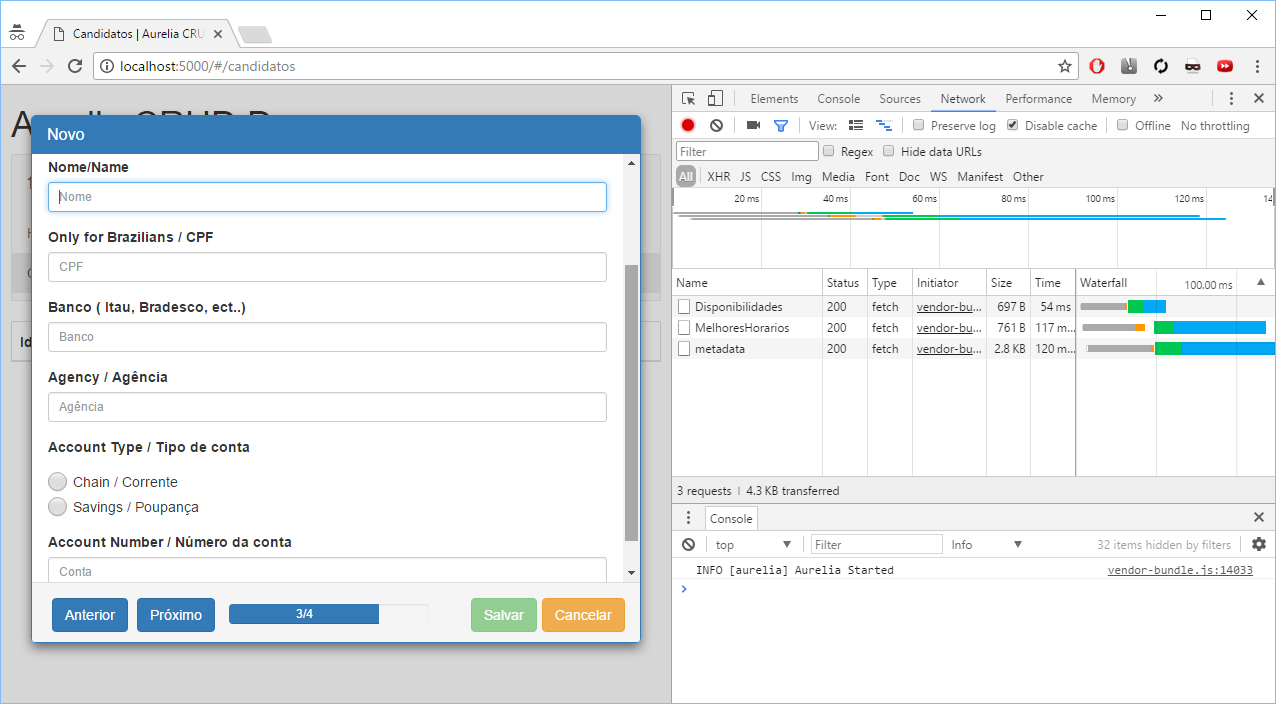 Candidatos | Aurelia CRU
localhost:5000/#/candidatos
Novo
Nome/Name
Nome
Only for Brazilians / CPF
CPF
Banco ( Itau, Bradesco, ect..)
Banco
Agency / Agência
Agência
Account Type / Tipo de conta
Chain / Corrente
Savings / Poupança
Account Number / Número da conta
Conta
Anterior Próximo 3/4 Salvar Cancelar
Id
Elements Console Sources Network Performance Memory »
View: Preserve log Disable cache Offline No throttling
Filter Regex Hide data URLs
All XHR JS CSS Img Media Font Doc WS Manifest Other
20 ms 40 ms 60 ms 80 ms 100 ms 120 ms 14
Name Status Type Initiator Size Time Waterfall 100.00 ms
Disponibilidades 200 fetch vendor-bu... 697 B 54 ms
MelhoresHorarios 200 fetch vendor-bu... 761 B 117 m...
metadata 200 fetch vendor-bu... 2.8 KB 120 m...
3 requests | 4.3 KB transferred
Console
top Filter Info 32 items hidden by filters
INFO [aurelia] Aurelia Started vendor-bundle.js:14033